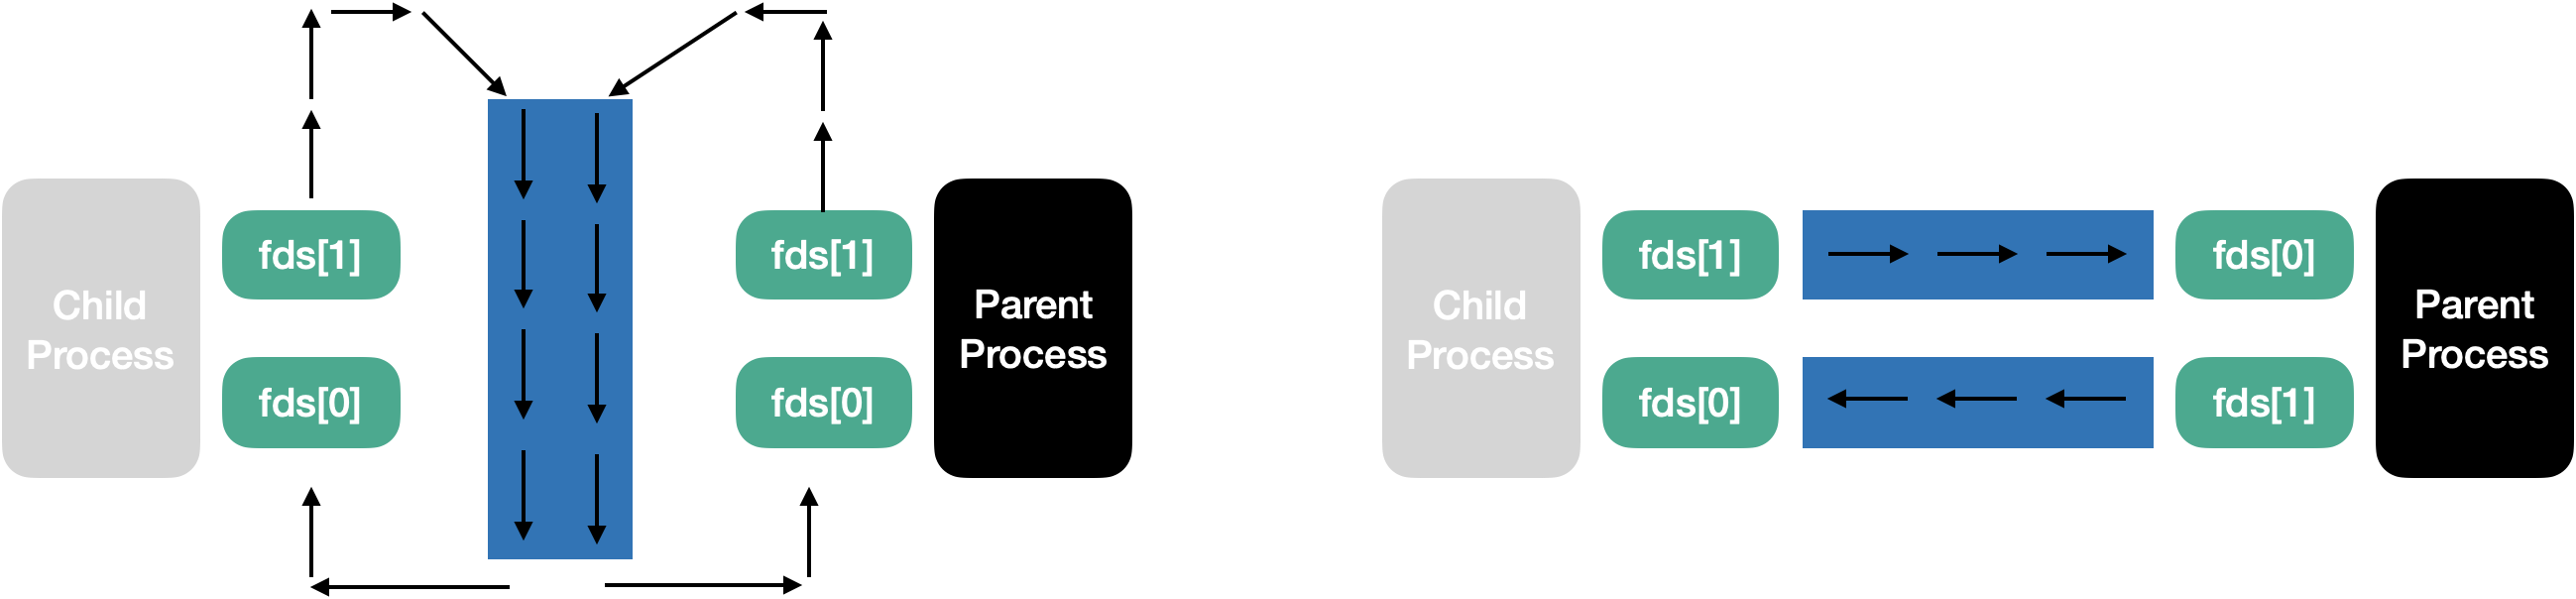 Child
Process
fds[1]
fds[0]
fds[1]
fds[0]
Parent
Process
Child
Process
fds[1]
fds[0]
fds[0]
fds[1]
Parent
Process